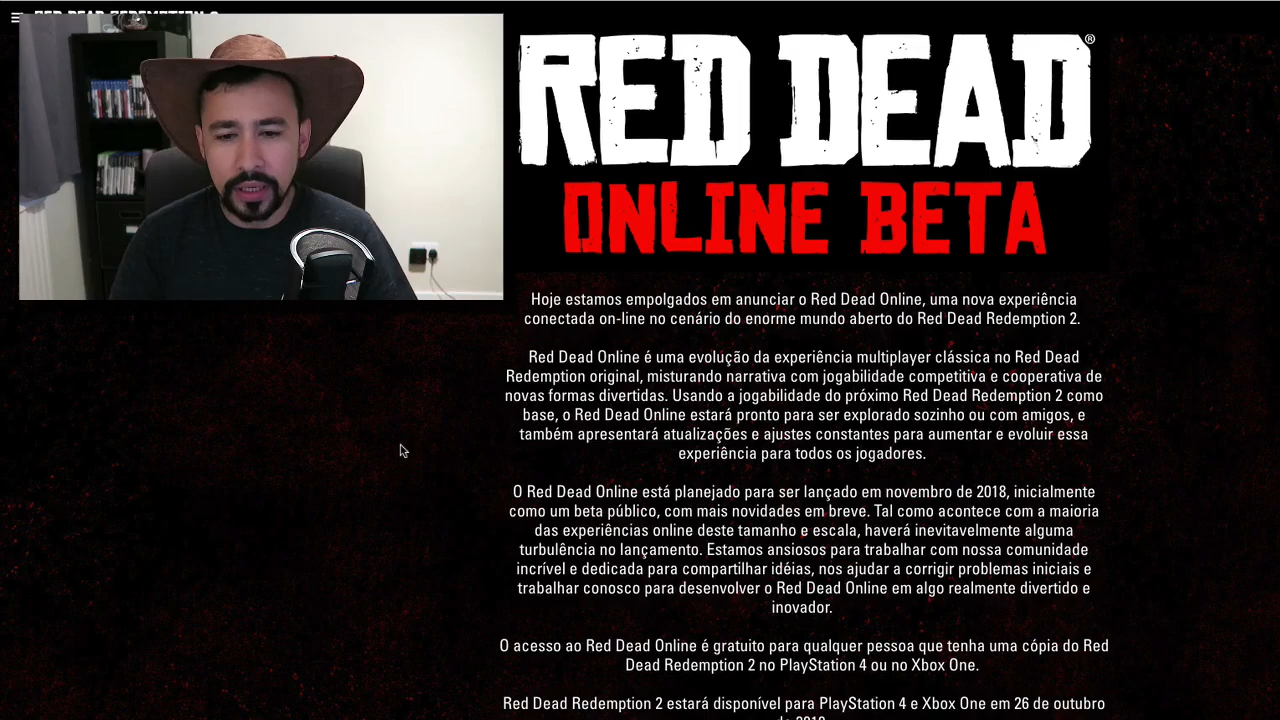 RED DEAD REDEMPTION 2
RED DEAD®
ONLINE BETA
Hoje estamos empolgados em anunciar o Red Dead Online, uma nova experiência
conectada on-line no cenário do enorme mundo aberto do Red Dead Redemption 2.
Red Dead Online é uma evolução da experiência multiplayer clássica no Red Dead
Redemption original, misturando narrativa com jogabilidade competitiva e cooperativa de
novas formas divertidas. Usando a jogabilidade do próximo Red Dead Redemption 2 como
base, o Red Dead Online estará pronto para ser explorado sozinho ou com amigos, e
também apresentará atualizações e ajustes constantes para aumentar e evoluir essa
experiência para todos os jogadores.
O Red Dead Online está planejado para ser lançado em novembro de 2018, inicialmente
como um beta público, com mais novidades em breve. Tal como acontece com a maioria
das experiências online deste tamanho e escala, haverá inevitavelmente alguma
turbulência no lançamento. Estamos ansiosos para trabalhar com nossa comunidade
incrível e dedicada para compartilhar idéias, nos ajudar a corrigir problemas iniciais e
trabalhar conosco para desenvolver o Red Dead Online em algo realmente divertido e
inovador.
O acesso ao Red Dead Online é gratuito para qualquer pessoa que tenha uma cópia do Red
Dead Redemption 2 no PlayStation 4 ou no Xbox One.
Red Dead Redemption 2 estará disponível para PlayStation 4 e Xbox One em 26 de outubro
de 2018